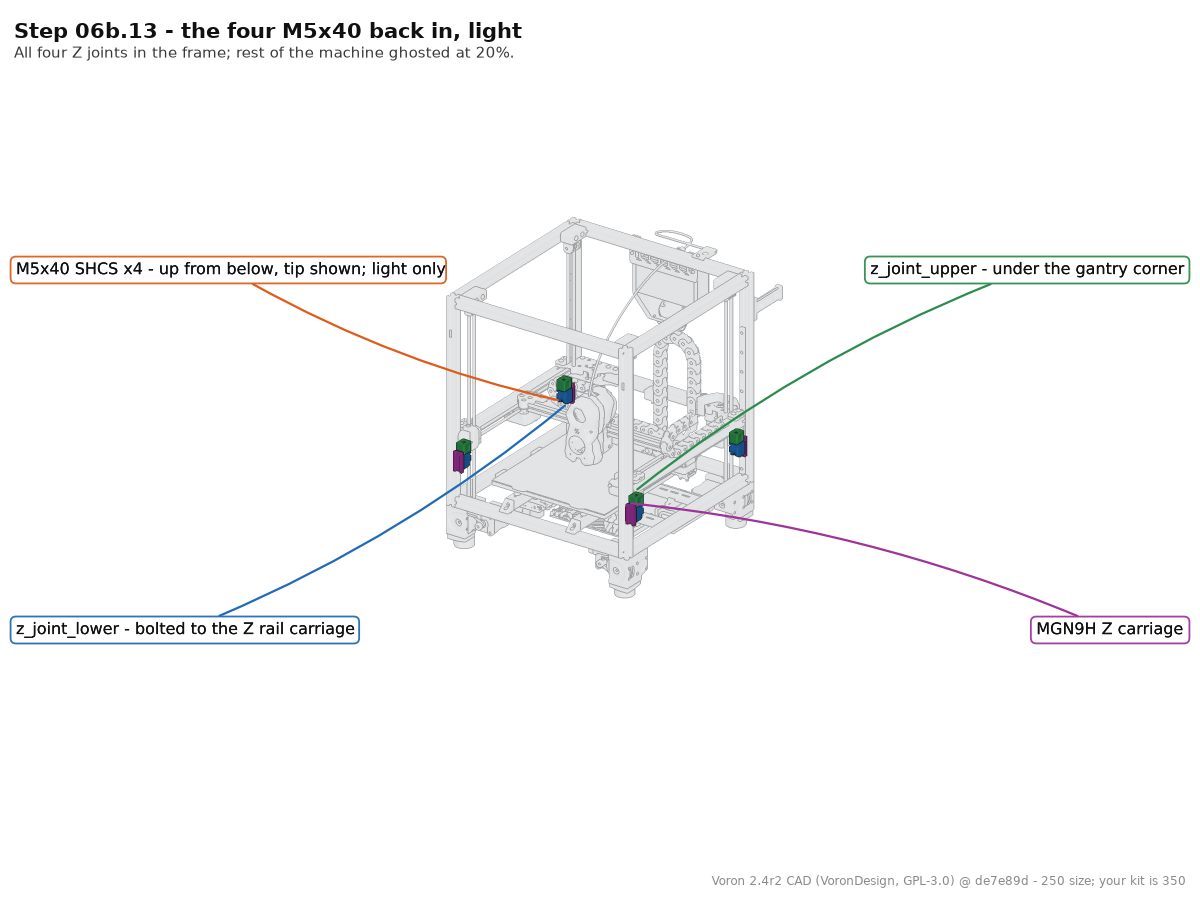 Step 06b.13 - the four M5x40 back in, light
All four Z joints in the frame; rest of the machine ghosted at 20%.
M5x40 SHCS x4 - up from below, tip shown; light only
z_joint_upper - under the gantry corner
z_joint_lower - bolted to the Z rail carriage
MGN9H Z carriage
Voron 2.4r2 CAD (VoronDesign, GPL-3.0) @ de7e89d - 250 size; your kit is 350